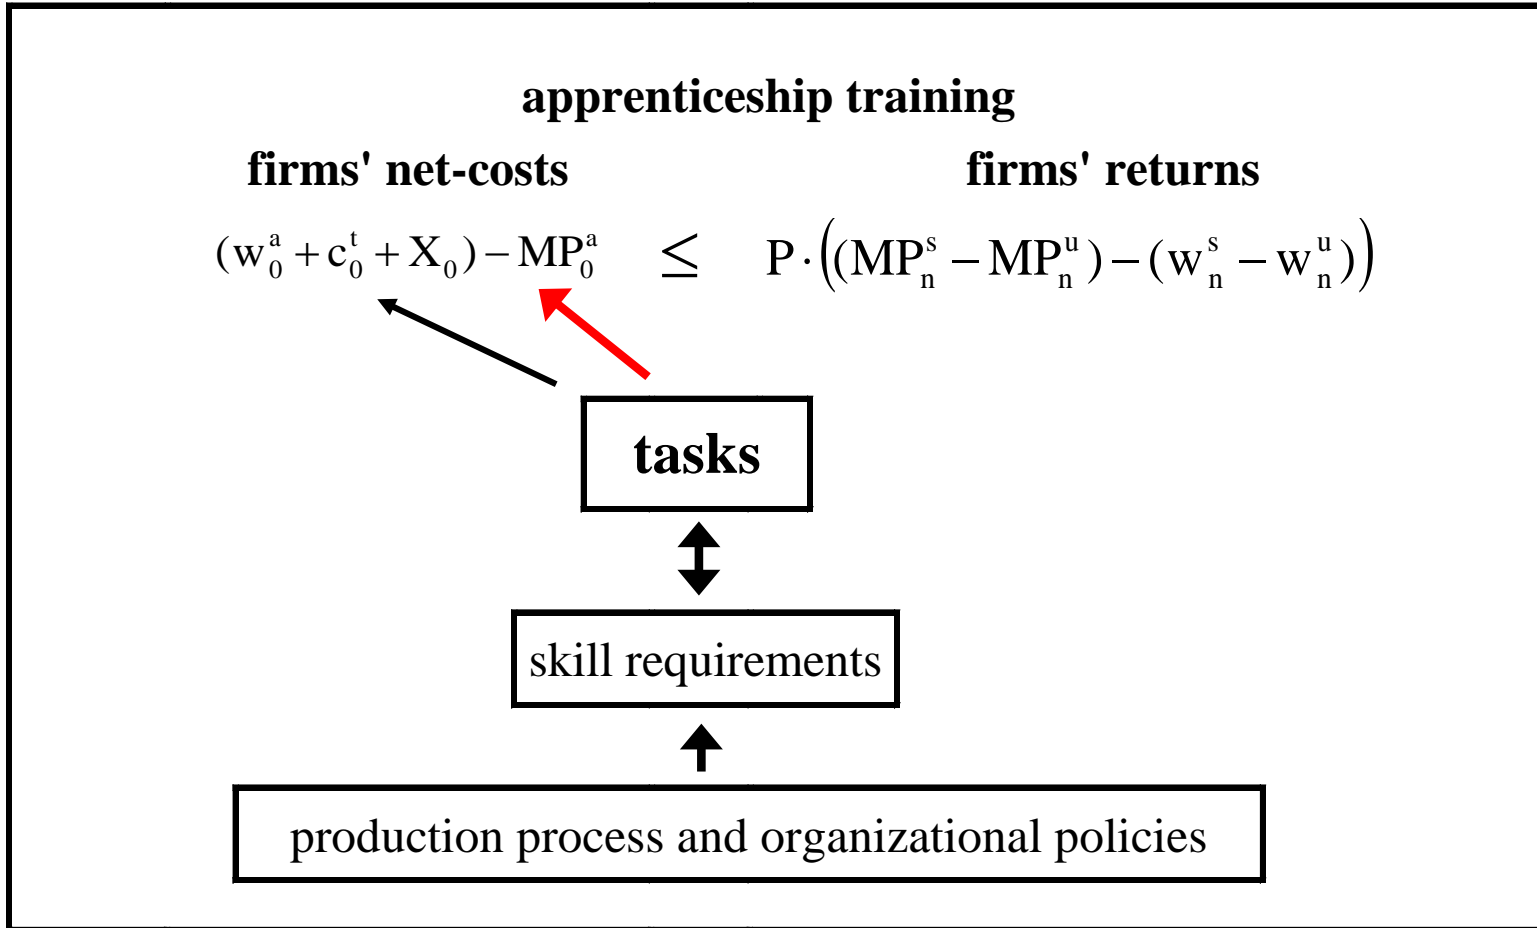 apprenticeship training
firms' net-costs firms' returns
(w₀ᵃ + c₀ᵗ + X₀) − MP₀ᵃ ≤ P · ((MPₙˢ − MPₙᵘ) − (wₙˢ − wₙᵘ))
tasks
skill requirements
production process and organizational policies